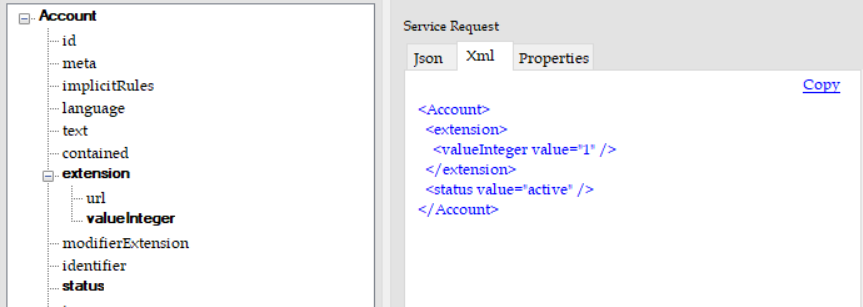 Account
id
meta
implicitRules
language
text
contained
extension
url
valueInteger
modifierExtension
identifier
status
Service Request
Json Xml Properties
Copy
<Account>
<extension>
<valueInteger value="1" />
</extension>
<status value="active" />
</Account>